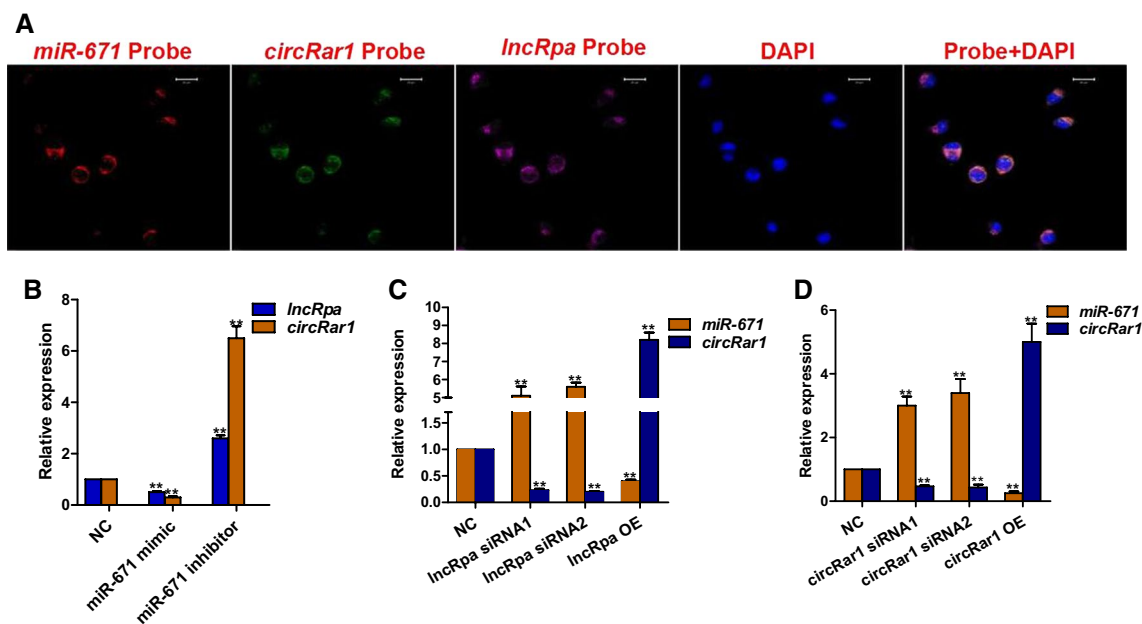 A
miR-671 Probe
circRar1 Probe
lncRpa Probe
DAPI
Probe+DAPI
B
Relative expression
8
6
4
2
0
lncRpa
circRar1
**
**
**
**
NC
miR-671 mimic
miR-671 inhibitor
C
Relative expression
10
9
8
7
6
5
1.5
1.0
0.5
0.0
miR-671
circRar1
**
**
**
**
**
**
NC
lncRpa siRNA1
lncRpa siRNA2
lncRpa OE
D
Relative expression
6
4
2
0
miR-671
circRar1
**
**
**
**
**
**
NC
circRar1 siRNA1
circRar1 siRNA2
circRar1 OE